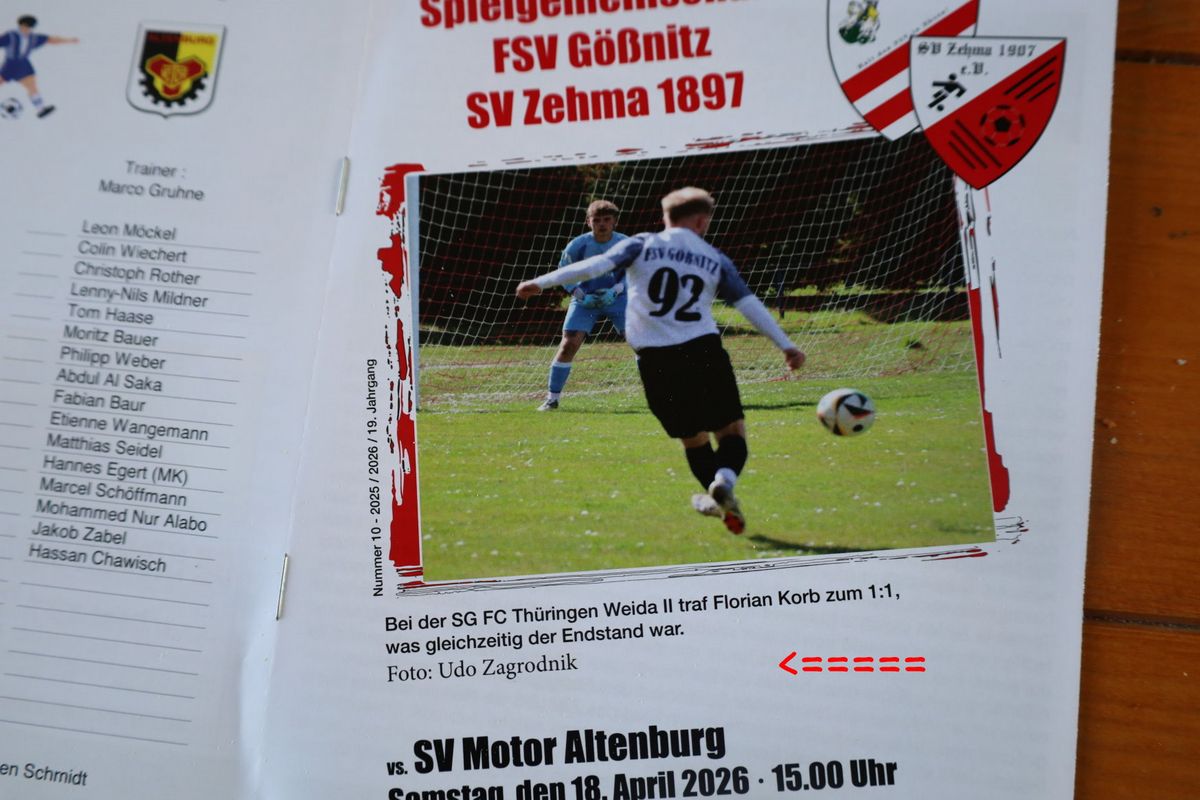 ALTENBURG
Trainer :
Marco Gruhne
Leon Möckel
Colin Wiechert
Christoph Rother
Lenny-Nils Mildner
Tom Haase
Moritz Bauer
Philipp Weber
Abdul Al Saka
Fabian Baur
Etienne Wangemann
Matthias Seidel
Hannes Egert (MK)
Marcel Schöffmann
Mohammed Nur Alabo
Jakob Zabel
Hassan Chawisch
en Schmidt
FSV Gößnitz
SV Zehma 1897
SV Zehma 1907
e.V.
FSV GÖßNITZ
92
Nummer 10 - 2025 / 2026 / 19. Jahrgang
Bei der SG FC Thüringen Weida II traf Florian Korb zum 1:1,
was gleichzeitig der Endstand war.
Foto: Udo Zagrodnik
<=====
vs. SV Motor Altenburg
Samstag, den 18. April 2026 · 15.00 Uhr